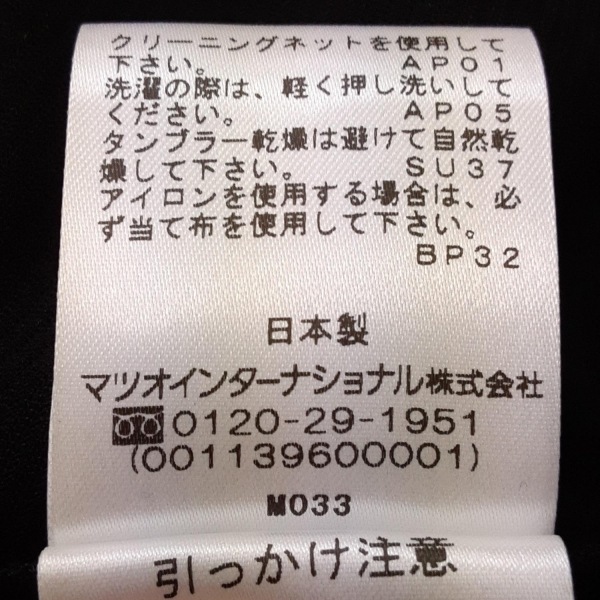 クリーニングネットを使用して
下さい。 AP01
洗濯の際は、軽く押し洗いして
ください。 AP05
タンブラー乾燥は避けて自然乾
燥して下さい。 SU37
アイロンを使用する場合は、必
ず当て布を使用して下さい。
BP32
日本製
マツオインターナショナル株式会社
0120-29-1951
(001139600001)
M033
引っかけ注意